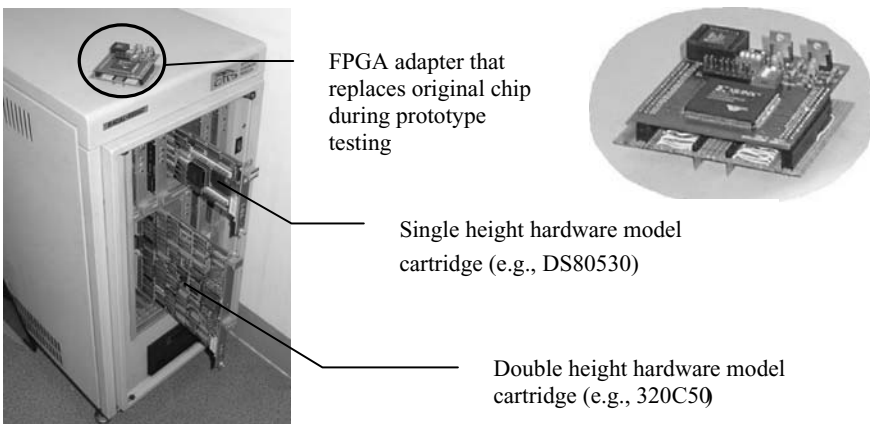 FPGA adapter that
replaces original chip
during prototype
testing
Single height hardware model
cartridge (e.g., DS80530)
Double height hardware model
cartridge (e.g., 320C50)